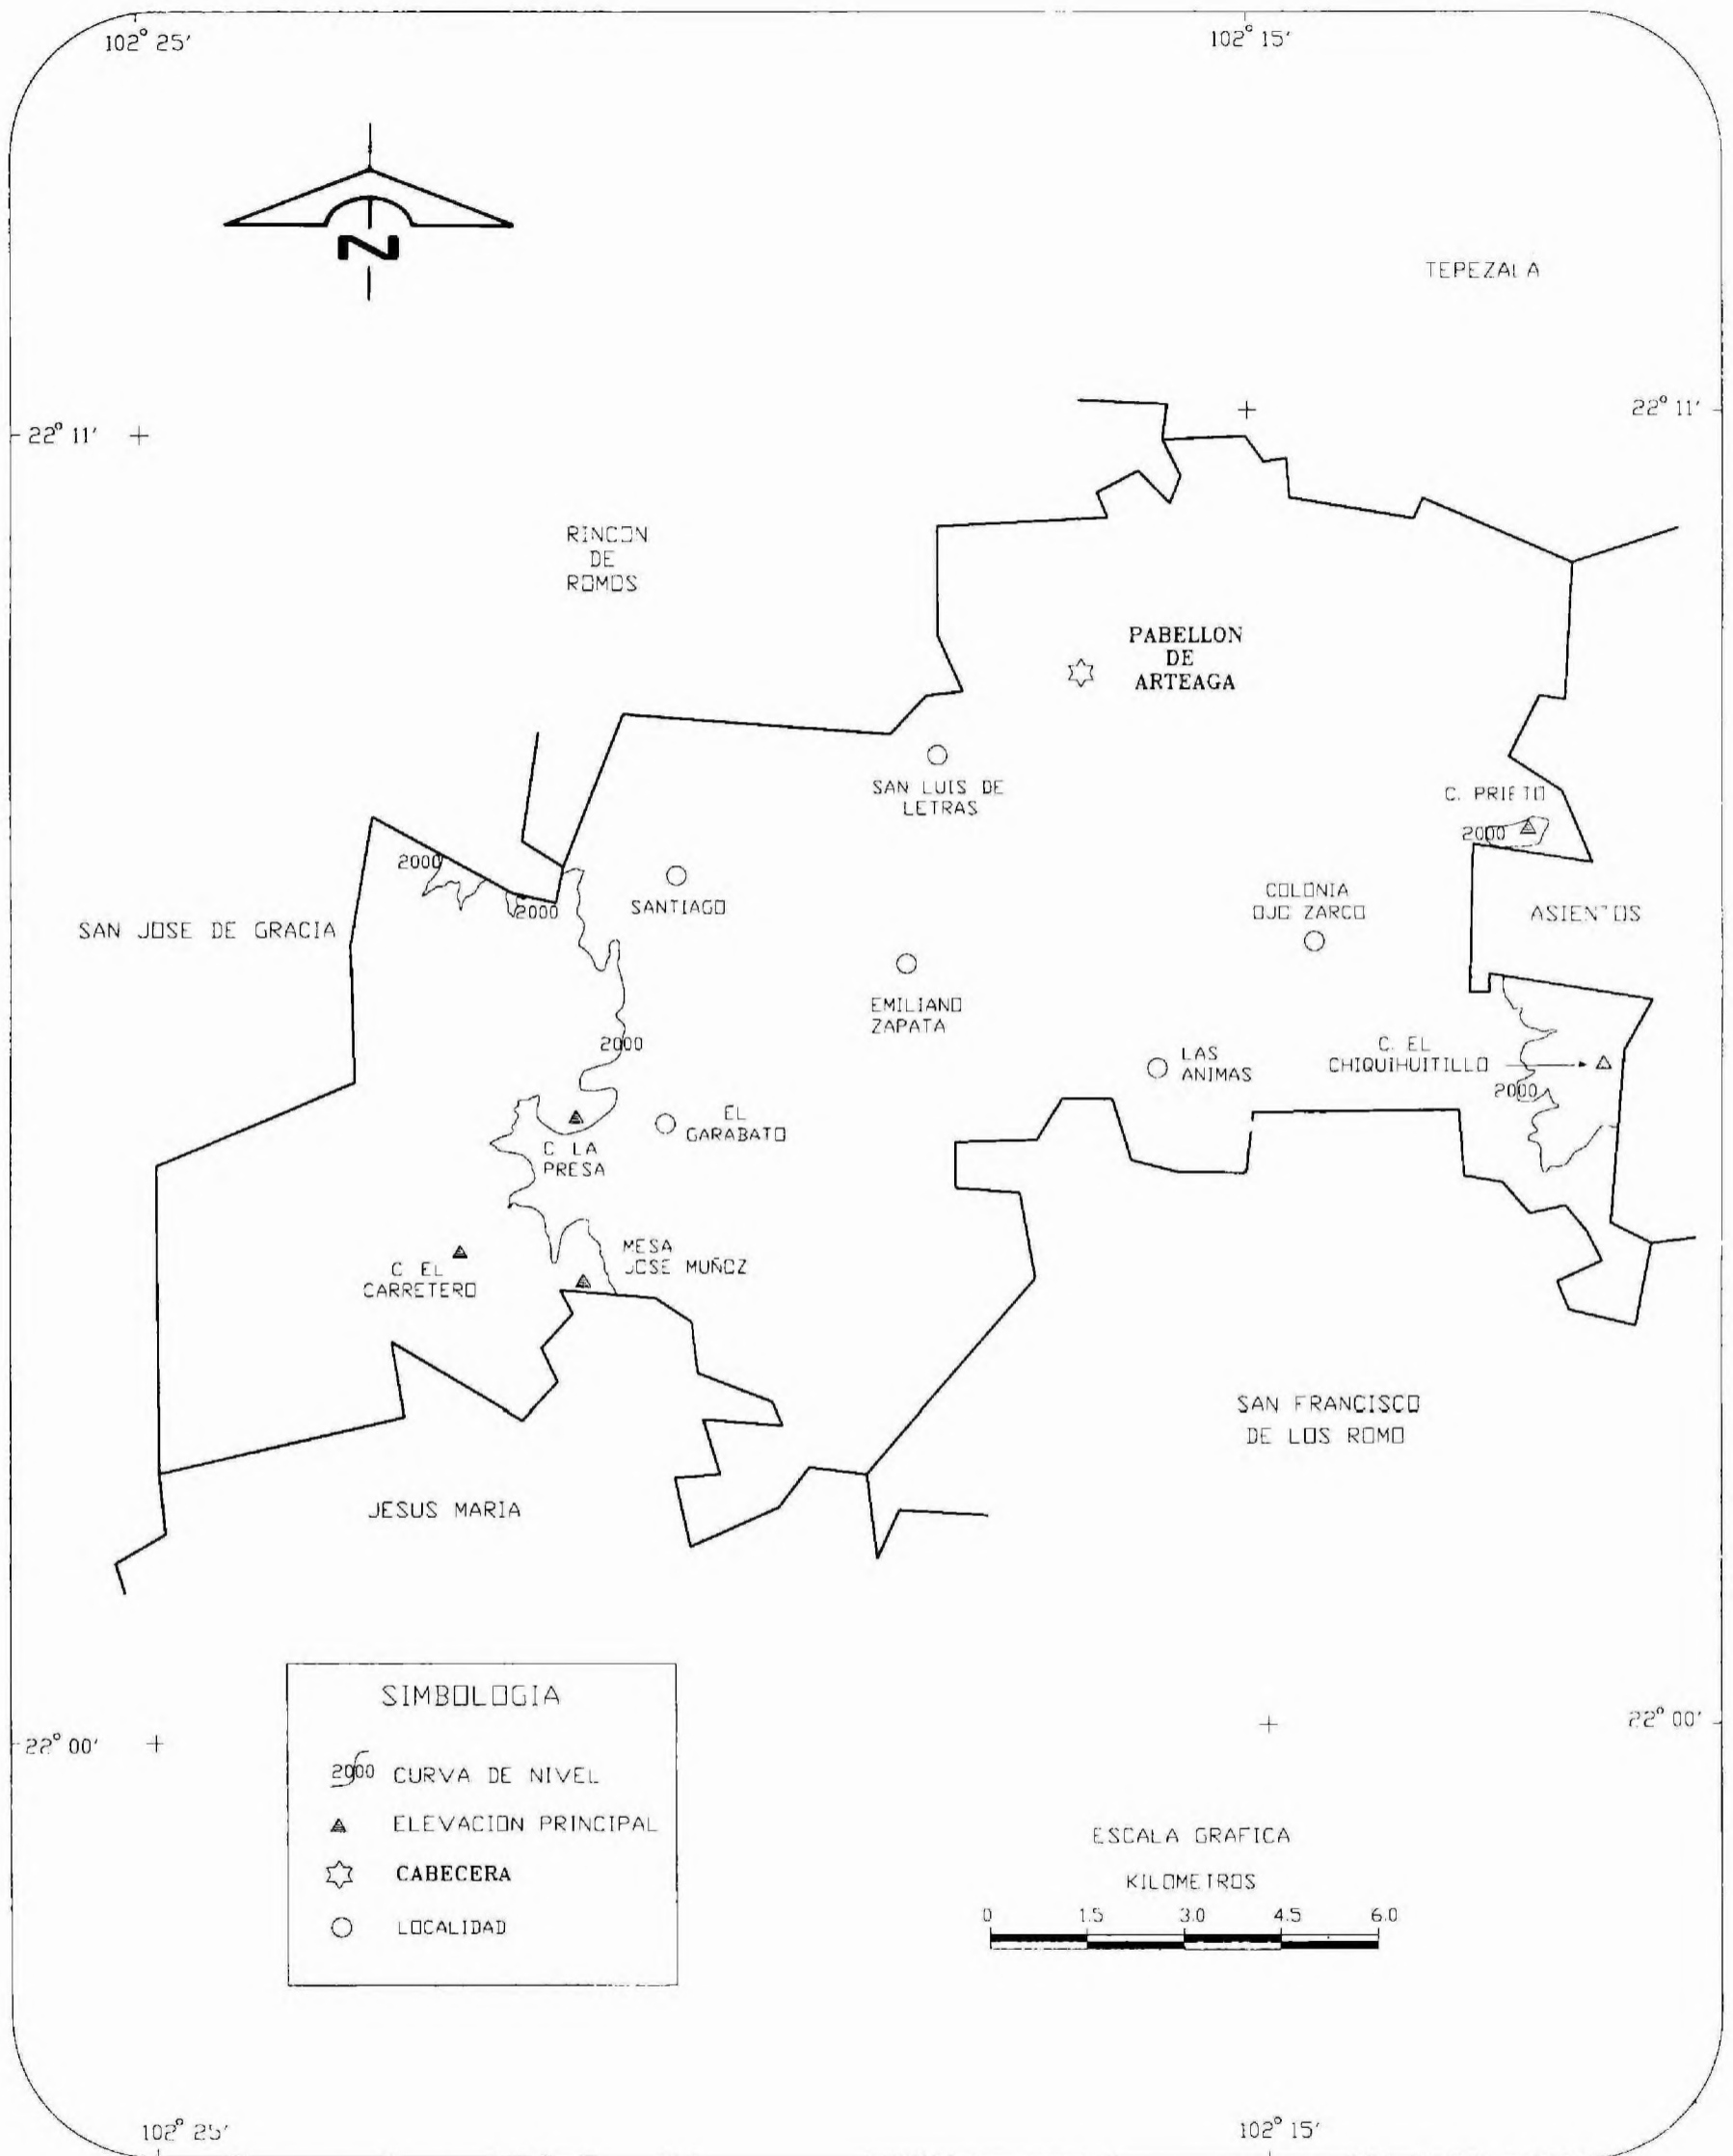 102° 25'
102° 15'
N
TEPEZALA
22° 11'
22° 11'
RINCON
DE
ROMOS
PABELLON
DE
ARTEAGA
SAN LUIS DE
LETRAS
C. PRIETO
2000
2000
SANTIAGO
2000
COLONIA
OJO ZARCO
ASIENTOS
SAN JOSE DE GRACIA
EMILIANO
ZAPATA
2000
LAS
ANIMAS
C. EL
CHIQUIHUITILLO
2000
EL
GARABATO
C LA
PRESA
MESA
JOSE MUÑOZ
C EL
CARRETERO
SAN FRANCISCO
DE LOS ROMO
JESUS MARIA
SIMBOLOGIA
2000 CURVA DE NIVEL
ELEVACION PRINCIPAL
CABECERA
LOCALIDAD
22° 00'
22° 00'
ESCALA GRAFICA
KILOMETROS
0 1.5 3.0 4.5 6.0
102° 25'
102° 15'